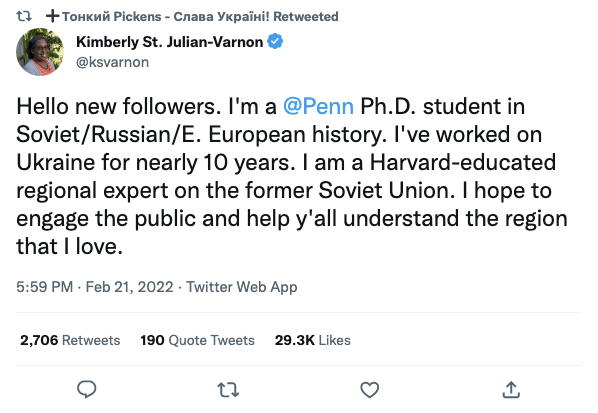 +Тонкий Pickens - Слава Україні! Retweeted
Kimberly St. Julian-Varnon
@ksvarnon
Hello new followers. I'm a @Penn Ph.D. student in
Soviet/Russian/E. European history. I've worked on
Ukraine for nearly 10 years. I am a Harvard-educated
regional expert on the former Soviet Union. I hope to
engage the public and help y'all understand the region
that I love.
5:59 PM · Feb 21, 2022 · Twitter Web App
2,706 Retweets 190 Quote Tweets 29.3K Likes